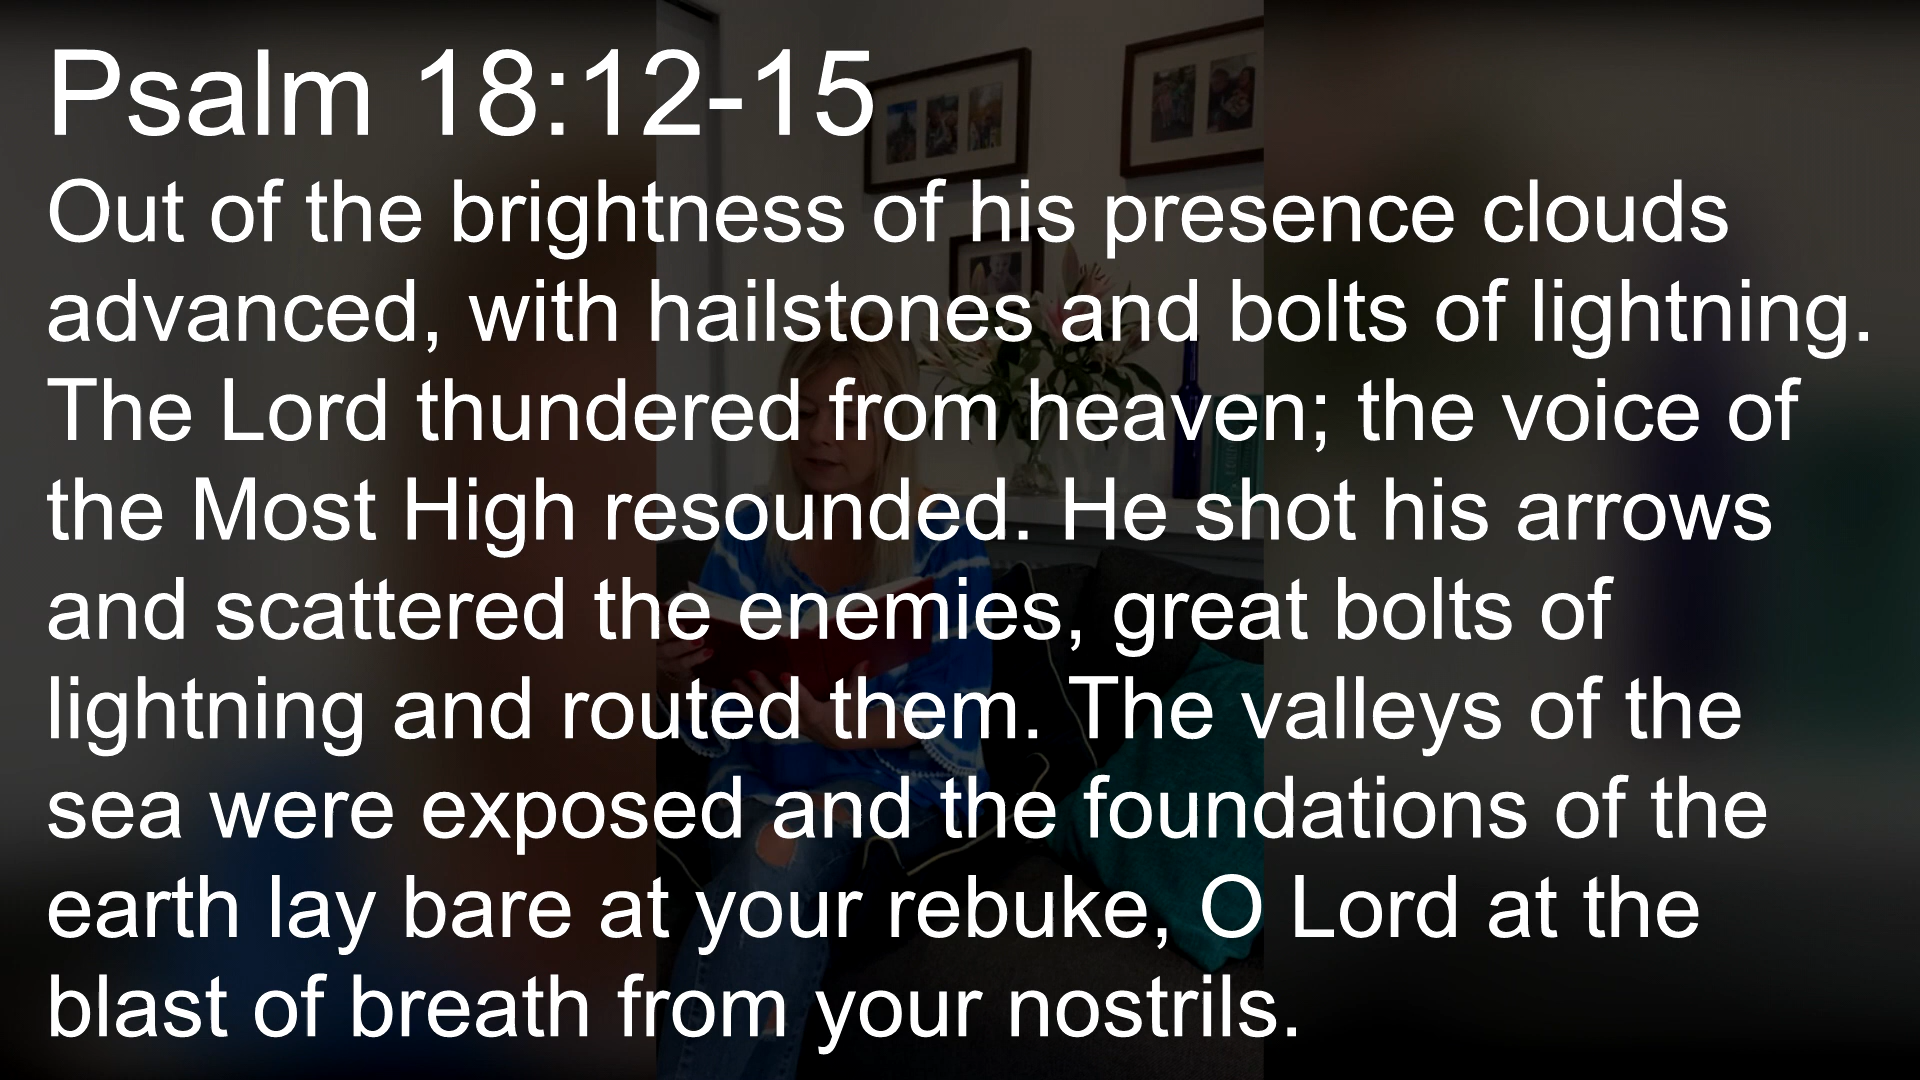 Psalm 18:12-15
Out of the brightness of his presence clouds
advanced, with hailstones and bolts of lightning.
The Lord thundered from heaven; the voice of
the Most High resounded. He shot his arrows
and scattered the enemies, great bolts of
lightning and routed them. The valleys of the
sea were exposed and the foundations of the
earth lay bare at your rebuke, O Lord at the
blast of breath from your nostrils.